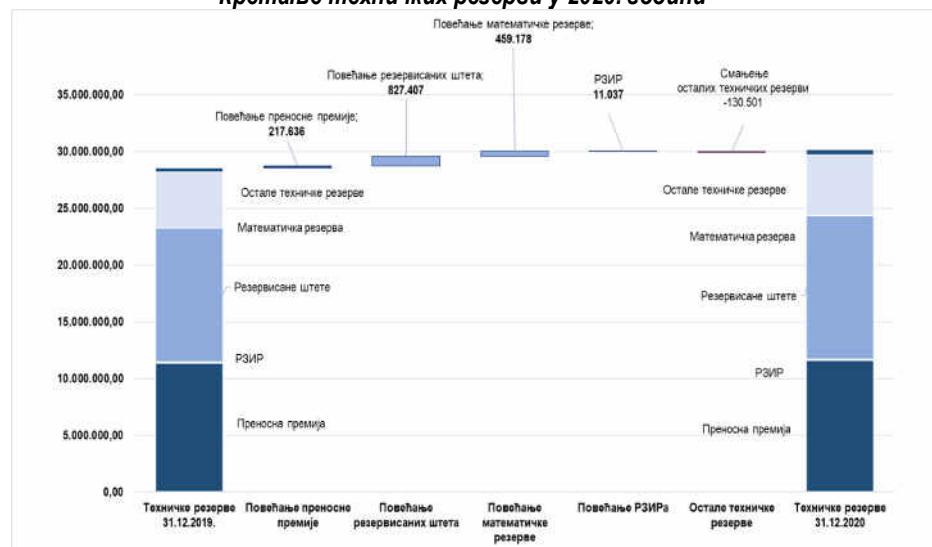 у 2020. години
Повећање математичке резерве;
459.178
Повећање резервисаних штета;
827.407
РЗИР
11.037
Смањење
осталих техничких резерви
-130.501
Повећање преносне премије;
217.636
35.000.000,00
30.000.000,00
25.000.000,00
20.000.000,00
15.000.000,00
10.000.000,00
5.000.000,00
0,00
Остале техничке резерве
Математичка резерва
Резервисане штете
РЗИР
Преносна премија
Остале техничке резерве
Математичка резерва
Резервисане штете
РЗИР
Преносна премија
Техничке резерве
31.12.2019.
Повећање преносне
премије
Повећање
резервисаних штета
Повећање
математичке
резерве
Повећање РЗИРа
Остале техничке
резерве
Техничке резерве
31.12.2020